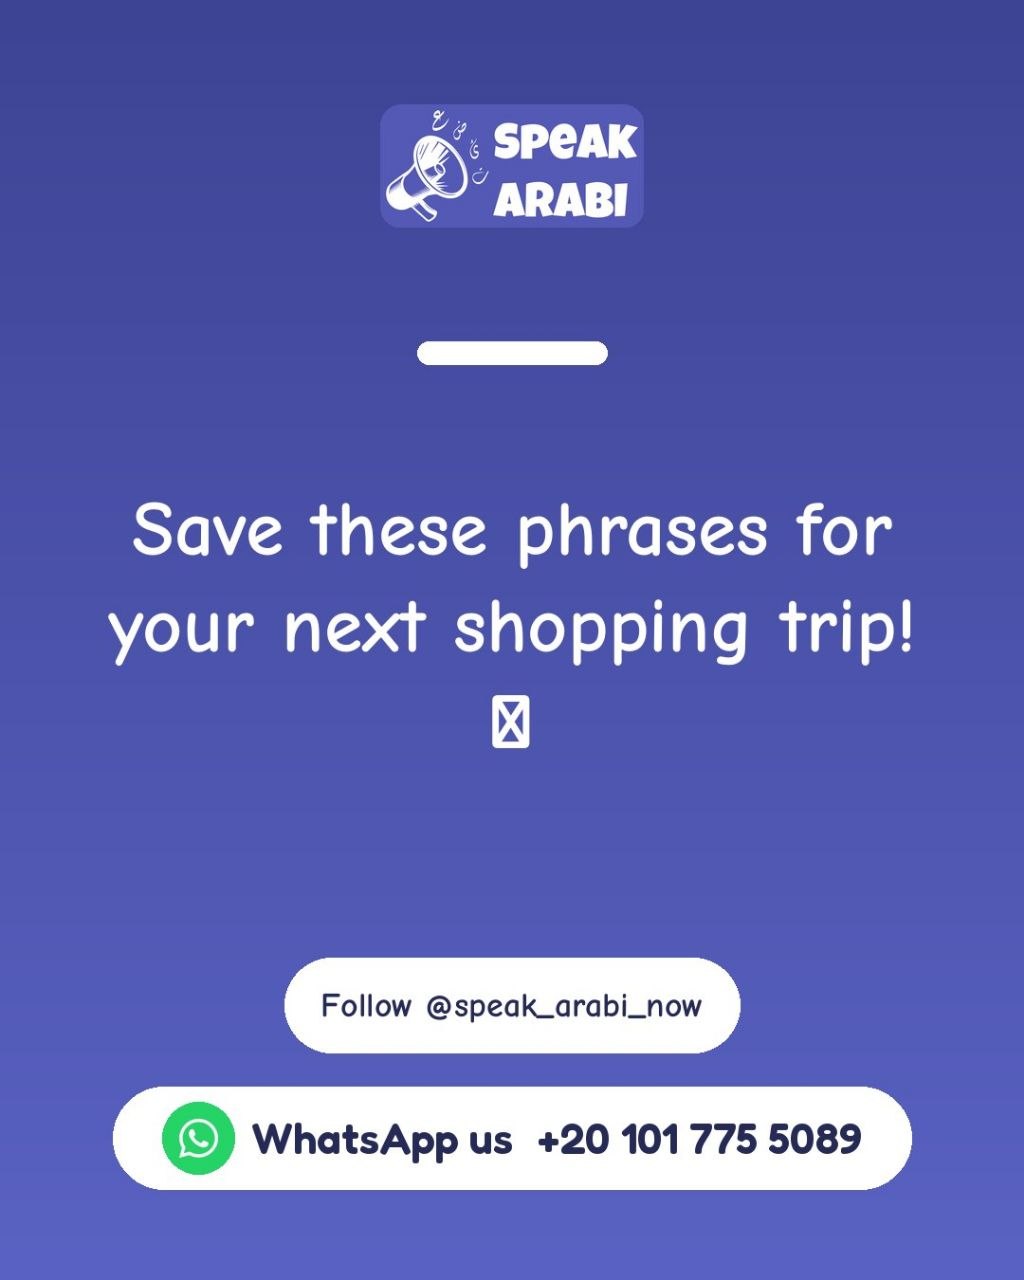 SPEAK
ARABI
Save these phrases for
your next shopping trip!
Follow @speak_arabi_now
WhatsApp us +20 101 775 5089